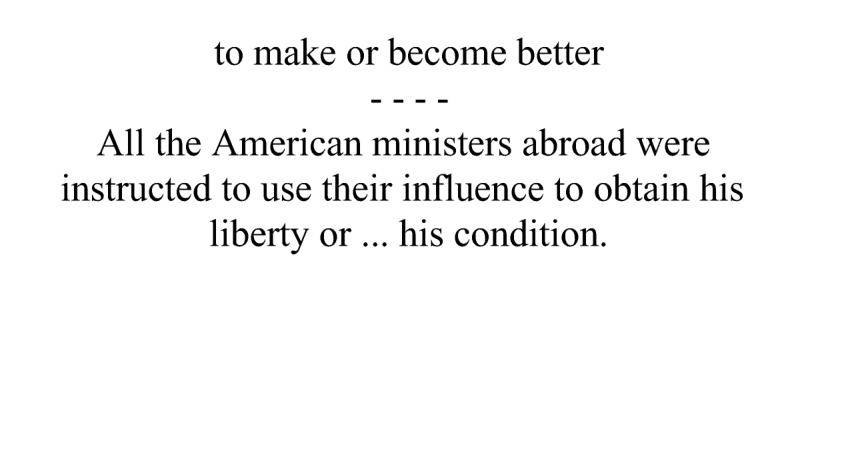 to make or become better
- - - -
All the American ministers abroad were
instructed to use their influence to obtain his
liberty or ... his condition.